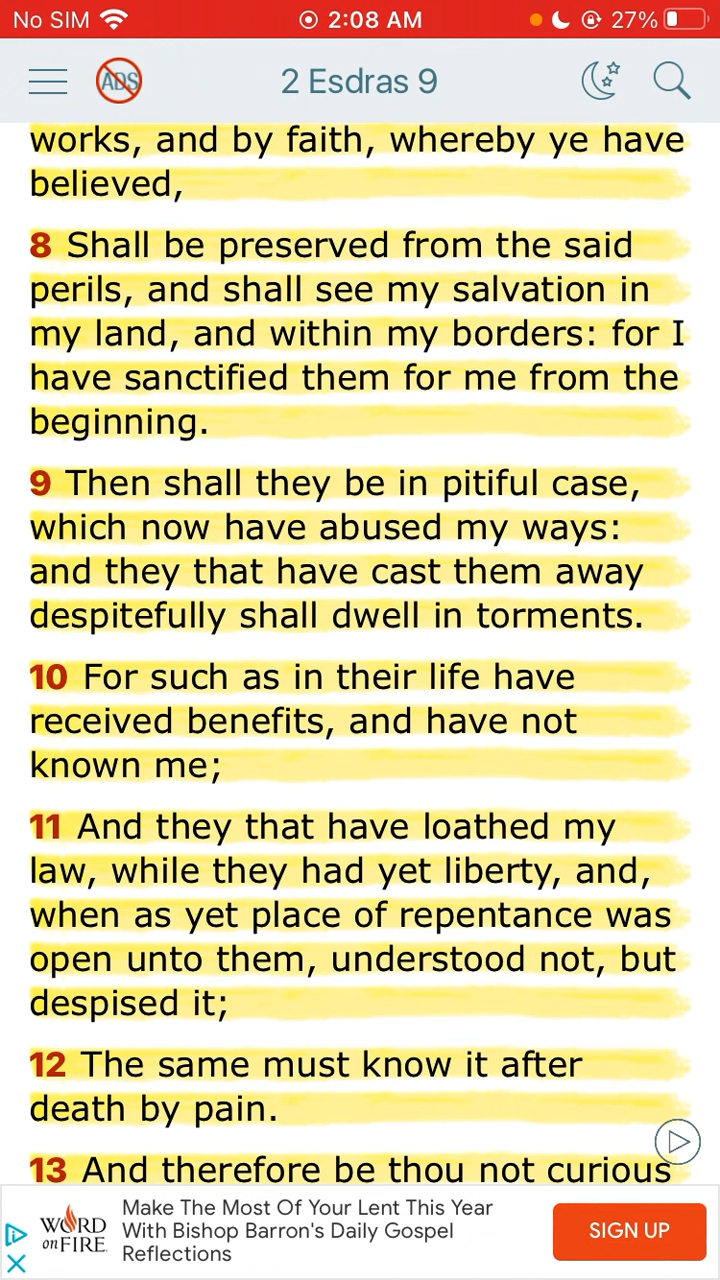 No SIM 2:08 AM 27%
ADS 2 Esdras 9
works, and by faith, whereby ye have
believed,
8 Shall be preserved from the said
perils, and shall see my salvation in
my land, and within my borders: for I
have sanctified them for me from the
beginning.
9 Then shall they be in pitiful case,
which now have abused my ways:
and they that have cast them away
despitefully shall dwell in torments.
10 For such as in their life have
received benefits, and have not
known me;
11 And they that have loathed my
law, while they had yet liberty, and,
when as yet place of repentance was
open unto them, understood not, but
despised it;
12 The same must know it after
death by pain.
13 And therefore be thou not curious
WORD
on FIRE
Make The Most Of Your Lent This Year
With Bishop Barron's Daily Gospel
Reflections
SIGN UP